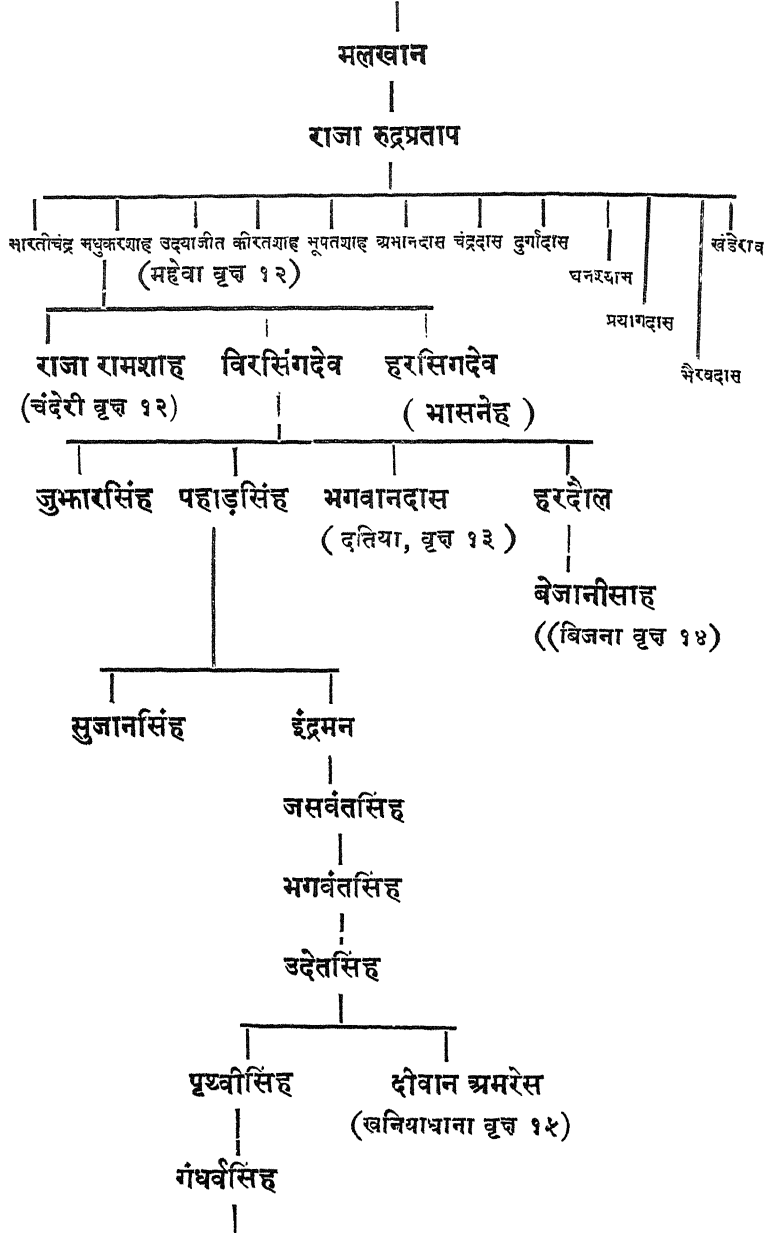 मलखान
राजा रुद्रप्रताप
भारतीचंद्र मधुकरशाह उद्याजीत कीरतशाह भूपतशाह अमानदास चंद्रदास दुर्गादास खंडेराव
(महेवा वृत्त १२)
घनश्याम
प्रयागदास
भैरवदास
राजा रामशाह विरसिंगदेव हरसिगदेव
(चंदेरी वृत्त १२) ( भासनेह )
जुझारसिंह पहाड़सिंह भगवानदास हरदौल
( दतिया, वृत्त १३ )
बेजानीसाह
((बिजना वृत्त १४)
सुजानसिंह इंद्रमन
जसवंतसिंह
भगवंतसिंह
उदेतसिंह
पृथ्वीसिंह दीवान अमरेस
(खनियाधाना वृत्त १५)
गंधर्वसिंह